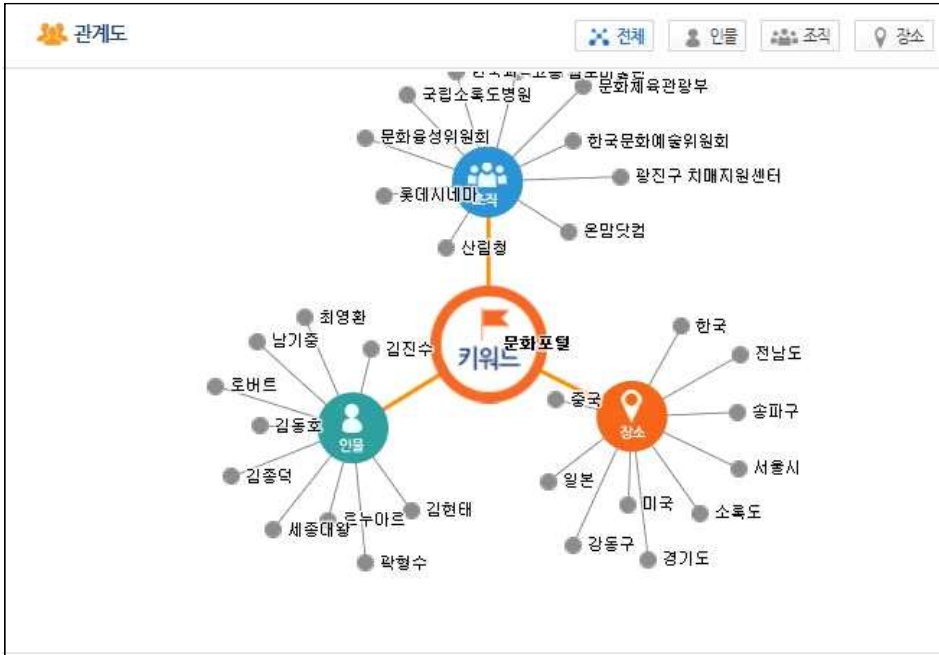 관계도
전체
인물
조직
장소
문화체육관광부
국립소록도병원
문화융성위원회
한국문화예술위원회
광진구 치매지원센터
롯데시네마
조직
온맘닷컴
산림청
최영환
남기중
김진수
키워드
문화포털
한국
전남도
로버트
중국
송파구
김동호
인물
장소
김종덕
일본
서울시
미국
소록도
세종대왕
르누아르
김현태
강동구
경기도
곽형수